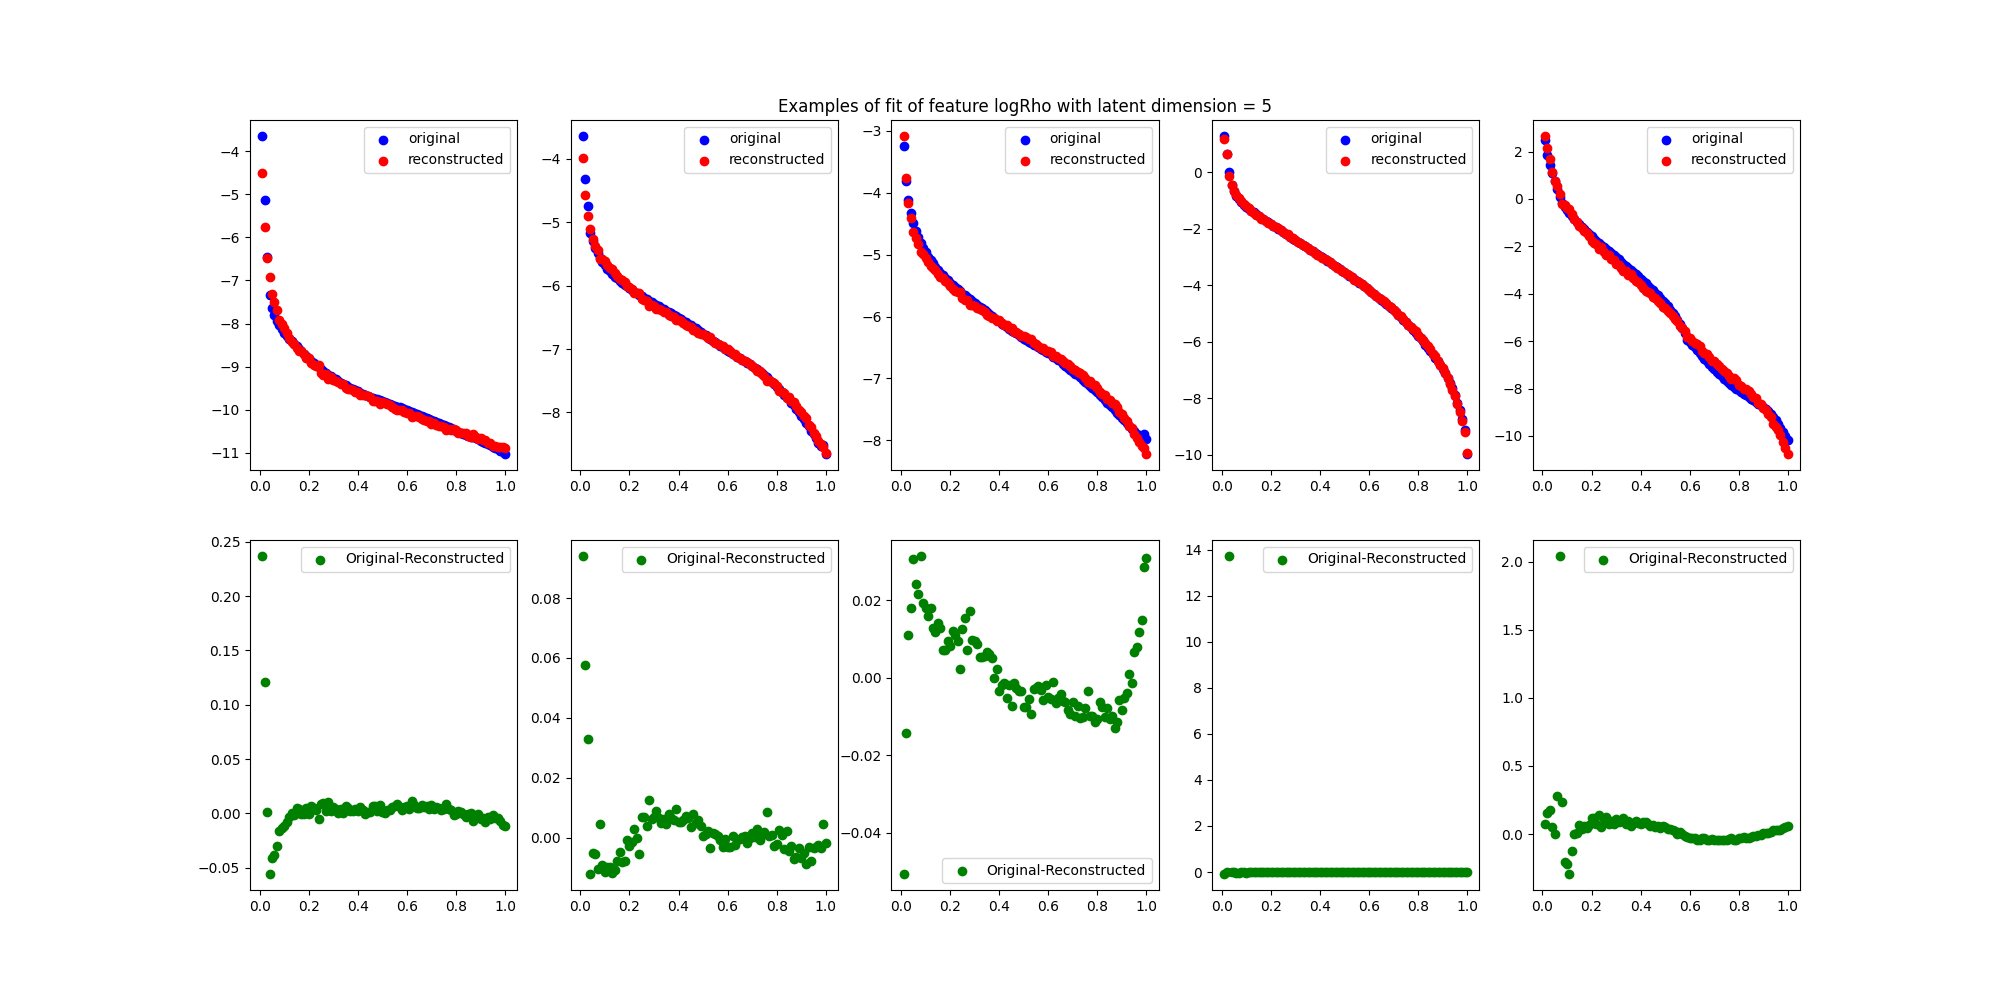 Examples of fit of feature logRho with latent dimension = 5
original
reconstructed
−4
−5
−6
−7
−8
−9
−10
−11
0.0 0.2 0.4 0.6 0.8 1.0
original
reconstructed
−4
−5
−6
−7
−8
0.0 0.2 0.4 0.6 0.8 1.0
original
reconstructed
−3
−4
−5
−6
−7
−8
0.0 0.2 0.4 0.6 0.8 1.0
original
reconstructed
0
−2
−4
−6
−8
−10
0.0 0.2 0.4 0.6 0.8 1.0
original
reconstructed
2
0
−2
−4
−6
−8
−10
0.0 0.2 0.4 0.6 0.8 1.0
Original-Reconstructed
0.25
0.20
0.15
0.10
0.05
0.00
−0.05
0.0 0.2 0.4 0.6 0.8 1.0
Original-Reconstructed
0.08
0.06
0.04
0.02
0.00
0.0 0.2 0.4 0.6 0.8 1.0
0.02
0.00
−0.02
−0.04
Original-Reconstructed
0.0 0.2 0.4 0.6 0.8 1.0
Original-Reconstructed
14
12
10
8
6
4
2
0
0.0 0.2 0.4 0.6 0.8 1.0
Original-Reconstructed
2.0
1.5
1.0
0.5
0.0
0.0 0.2 0.4 0.6 0.8 1.0